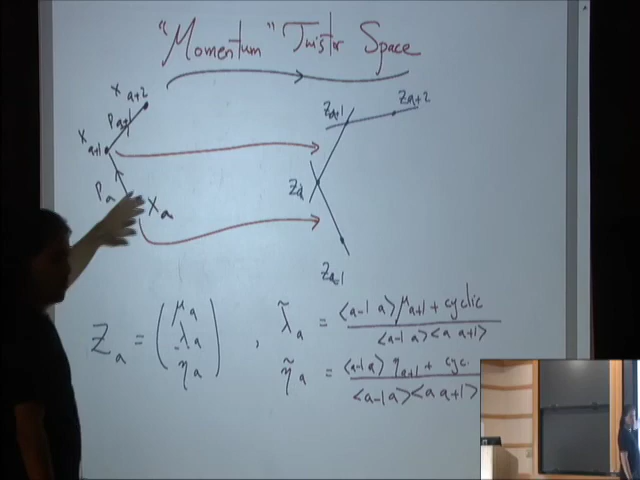 "Momentum" Twistor Space
x a+2
P a+1
x a+1
P a
x a
Z a+1
Z a+2
Z a
Z a-1
Z a = ( μ a
λ a
η a ) ,
λ̃ a = <a-1 a> μ a+1 + cyclic
<a-1 a><a a+1>
η̃ a = <a-1 a> η a+1 + cyc.
<a-1 a><a a+1>